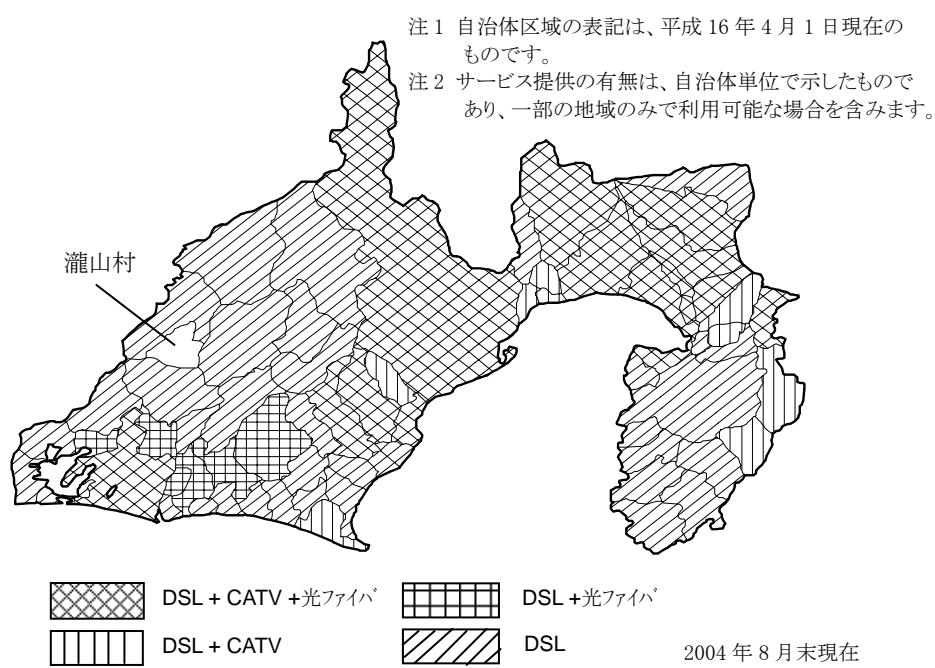 注1 自治体区域の表記は、平成16年4月1日現在の
ものです。
注2 サービス提供の有無は、自治体単位で示したもので
あり、一部の地域のみで利用可能な場合を含みます。
瀧山村
DSL + CATV +光ファイバ
DSL +光ファイバ
DSL + CATV
DSL
2004年8月末現在